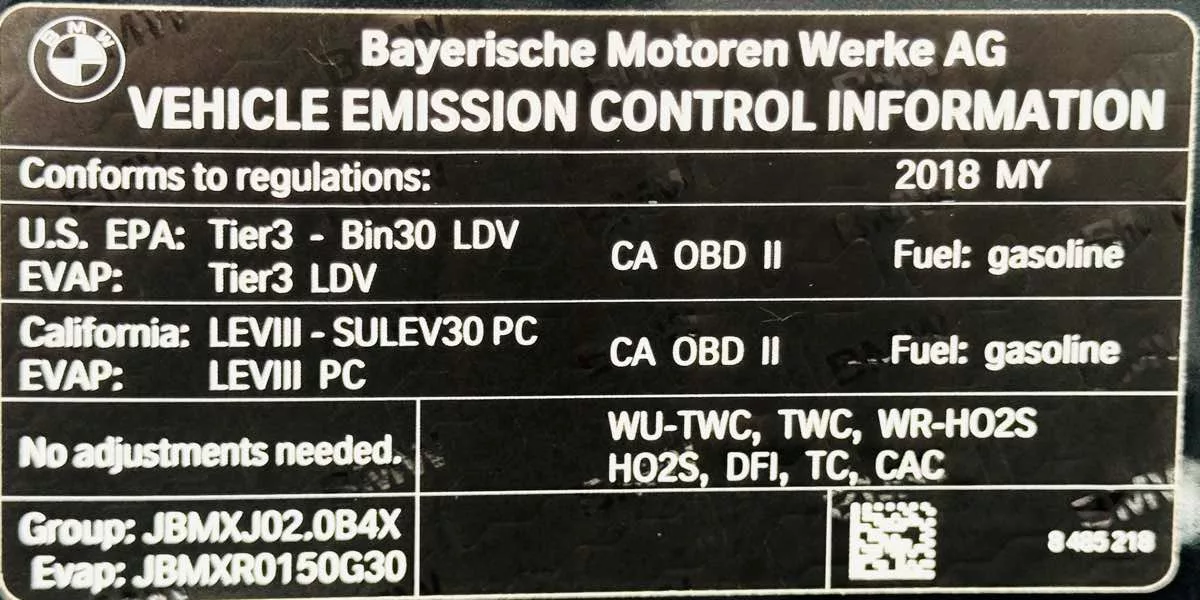 BMW
Bayerische Motoren Werke AG
VEHICLE EMISSION CONTROL INFORMATION
Conforms to regulations: 2018 MY
U.S. EPA: Tier3 - Bin30 LDV
EVAP: Tier3 LDV
CA OBD II Fuel: gasoline
California: LEVIII - SULEV30 PC
EVAP: LEVIII PC
CA OBD II Fuel: gasoline
No adjustments needed.
WU-TWC, TWC, WR-HO2S
HO2S, DFI, TC, CAC
Group: JBMXJ02.0B4X
Evap: JBMXR0150G30
8 485 218